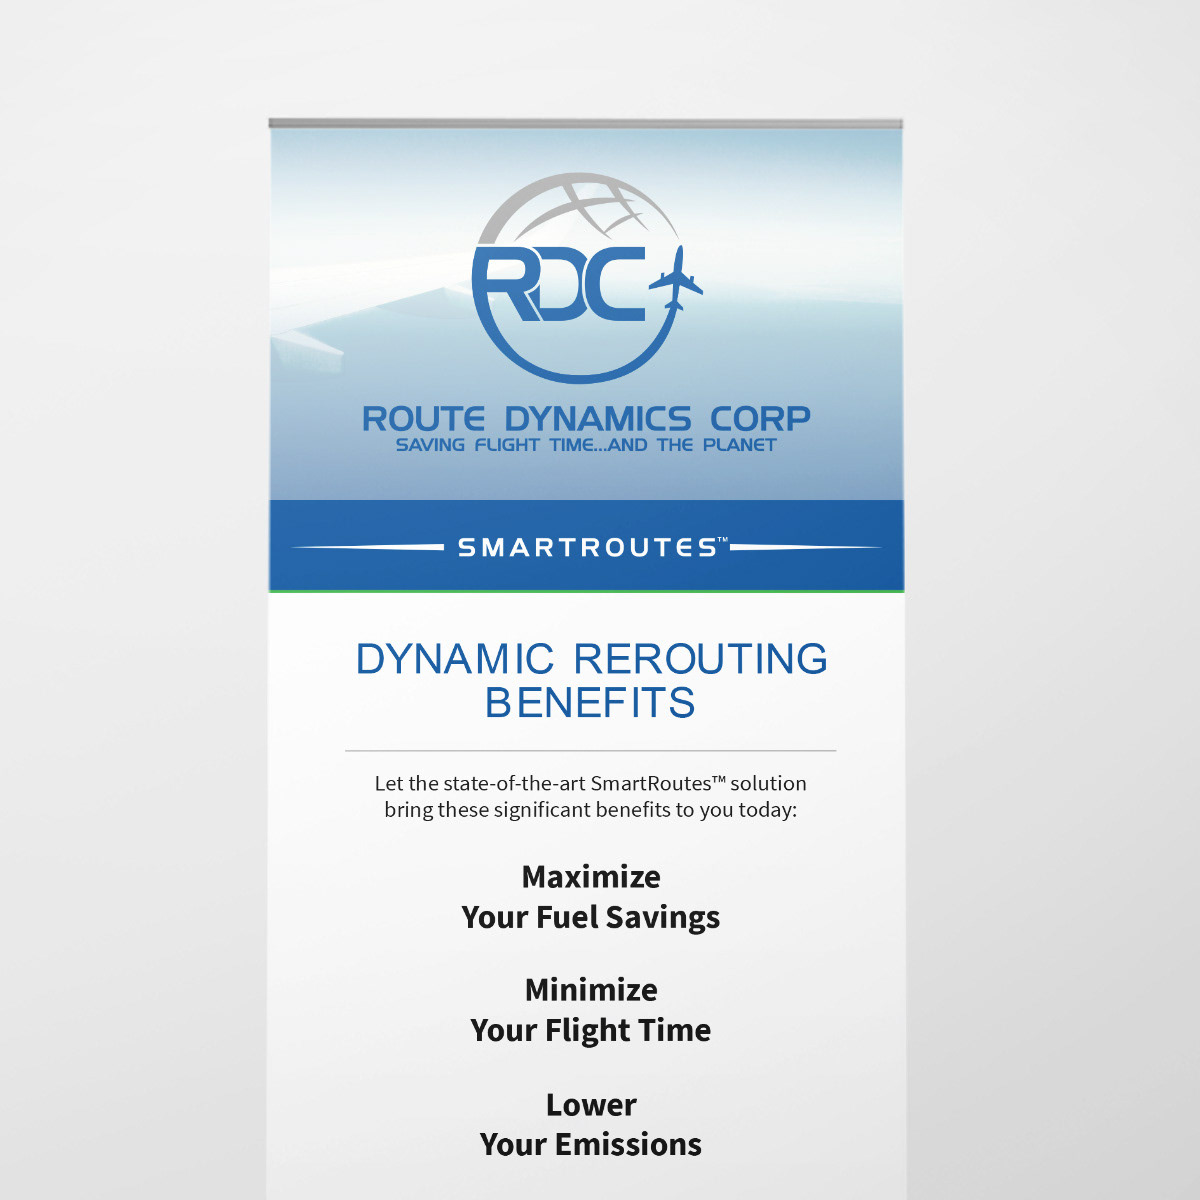 RDC
ROUTE DYNAMICS CORP
SAVING FLIGHT TIME...AND THE PLANET
SMARTROUTES™
DYNAMIC REROUTING
BENEFITS
Let the state-of-the-art SmartRoutes™ solution
bring these significant benefits to you today:
Maximize
Your Fuel Savings
Minimize
Your Flight Time
Lower
Your Emissions